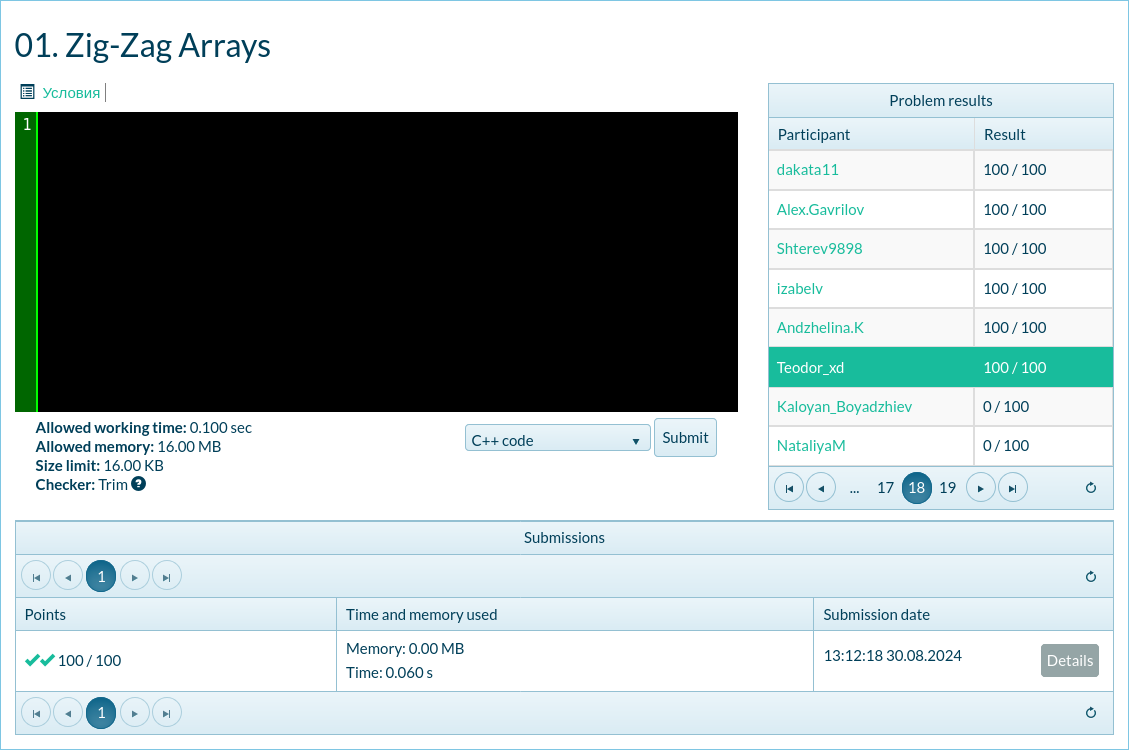 01. Zig-Zag Arrays
Условия
1
Allowed working time: 0.100 sec
Allowed memory: 16.00 MB
Size limit: 16.00 KB
Checker: Trim
C++ code
Submit
Problem results
Participant Result
dakata11 100 / 100
Alex.Gavrilov 100 / 100
Shterev9898 100 / 100
izabelv 100 / 100
Andzhelina.K 100 / 100
Teodor_xd 100 / 100
Kaloyan_Boyadzhiev 0 / 100
NataliyaM 0 / 100
... 17 18 19
Submissions
1
Points Time and memory used Submission date
100 / 100
Memory: 0.00 MB
Time: 0.060 s
13:12:18 30.08.2024
Details
1